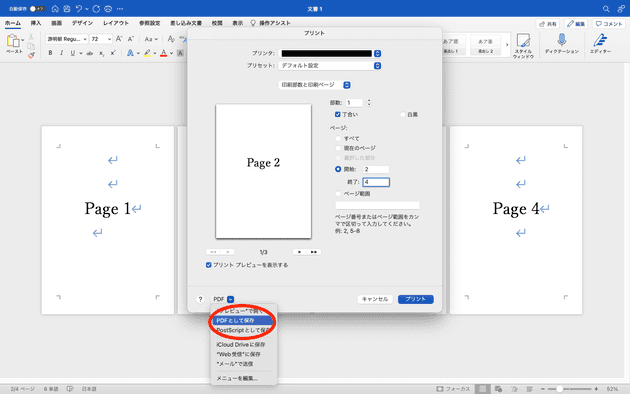 自動保存 オフ
文書 1
ホーム 挿入 描画 デザイン レイアウト 参考資料 差し込み文書 校閲 表示 操作アシスト
共有 編集 コメント
ペースト
游明朝 Regu... 72
見出し 1 見出し 2
スタイル
ウィンドウ
ディクテーション
エディター
プリント
プリンタ:
プリセット: デフォルト設定
印刷部数と印刷ページ
部数: 1
丁合い 白黒
ページ:
すべて
現在のページ
選択した部分
開始: 2
終了: 4
ページ範囲
ページ番号またはページ範囲をカン
マで区切って入力してください。
例: 2, 5-8
Page 2
1/3
プリント プレビューを表示する
? PDF キャンセル プリント
"プレビュー"で開く
PDFとして保存
PostScriptとして保存
iCloud Driveに保存
"Web受信"に保存
"メール"で送信
メニューを編集...
Page 1
Page 4
2/4 ページ 8 単語 日本語
フォーカス 52%